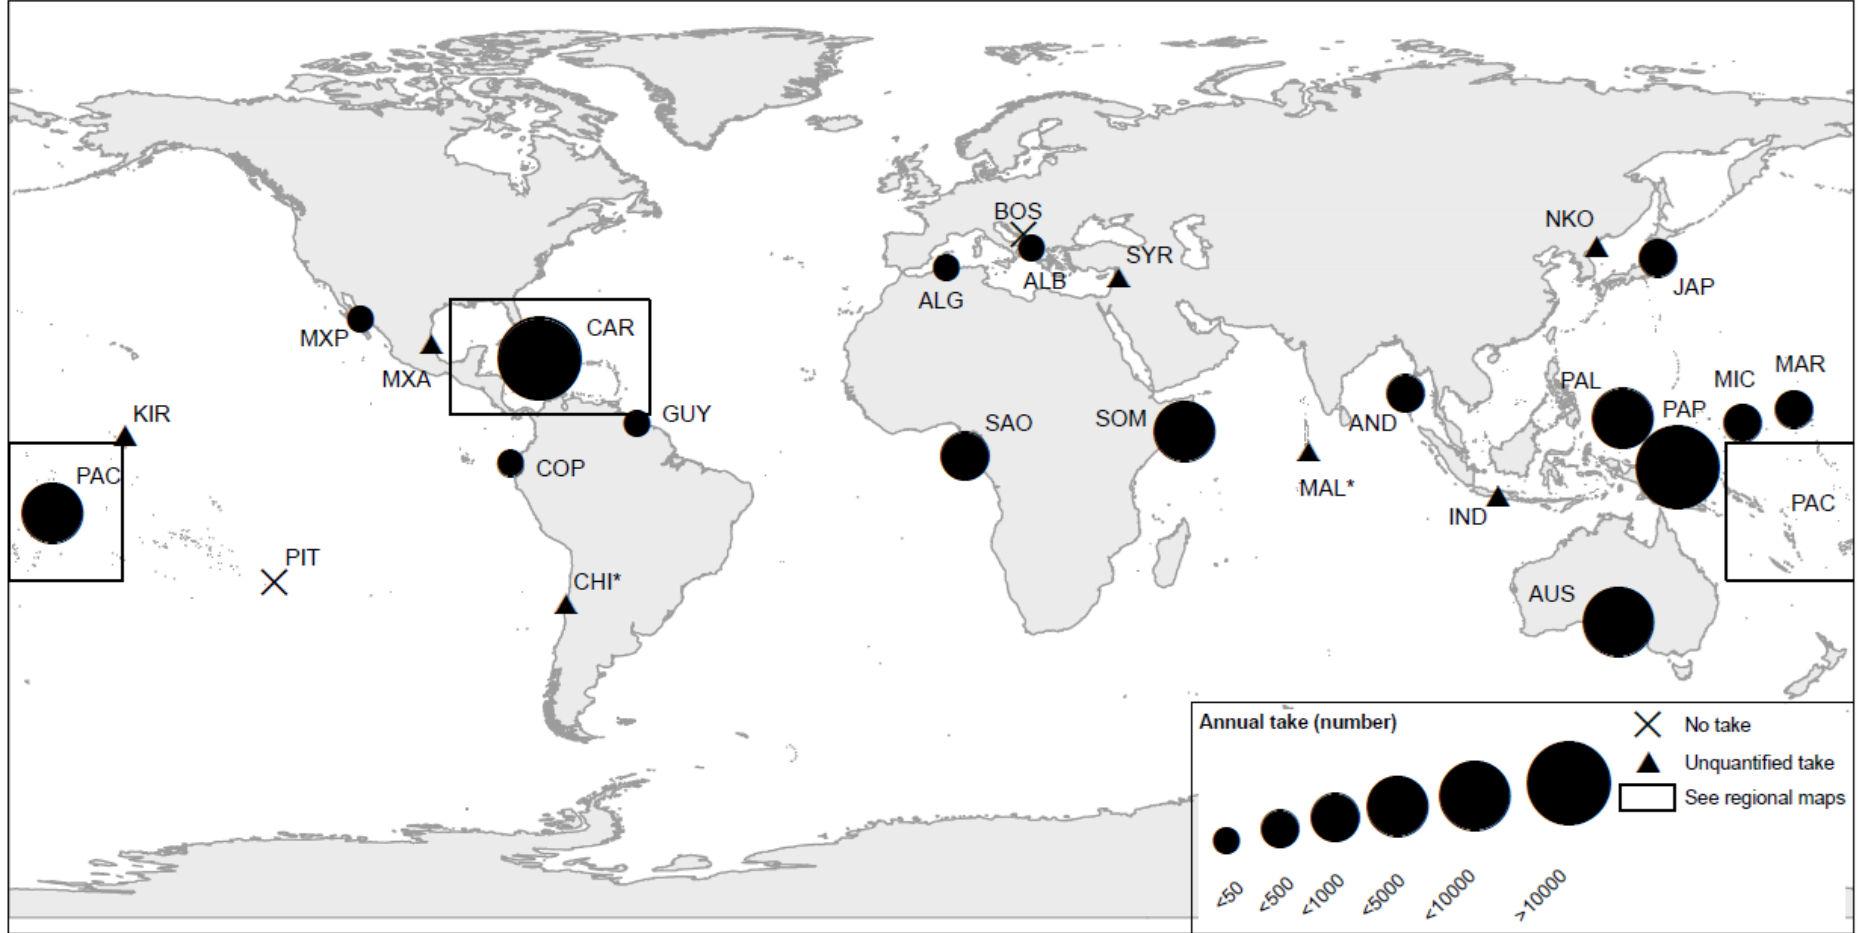 BOS
NKO
SYR
ALB
JAP
ALG
CAR
MXP
MXA
MAR
MIC
PAL
PAP
KIR
GUY
SAO
SOM
AND
COP
PAC
MAL*
PAC
IND
PIT
CHI*
AUS
Annual take (number)
No take
Unquantified take
See regional maps
<50
<500
<1000
<5000
<10000
>10000